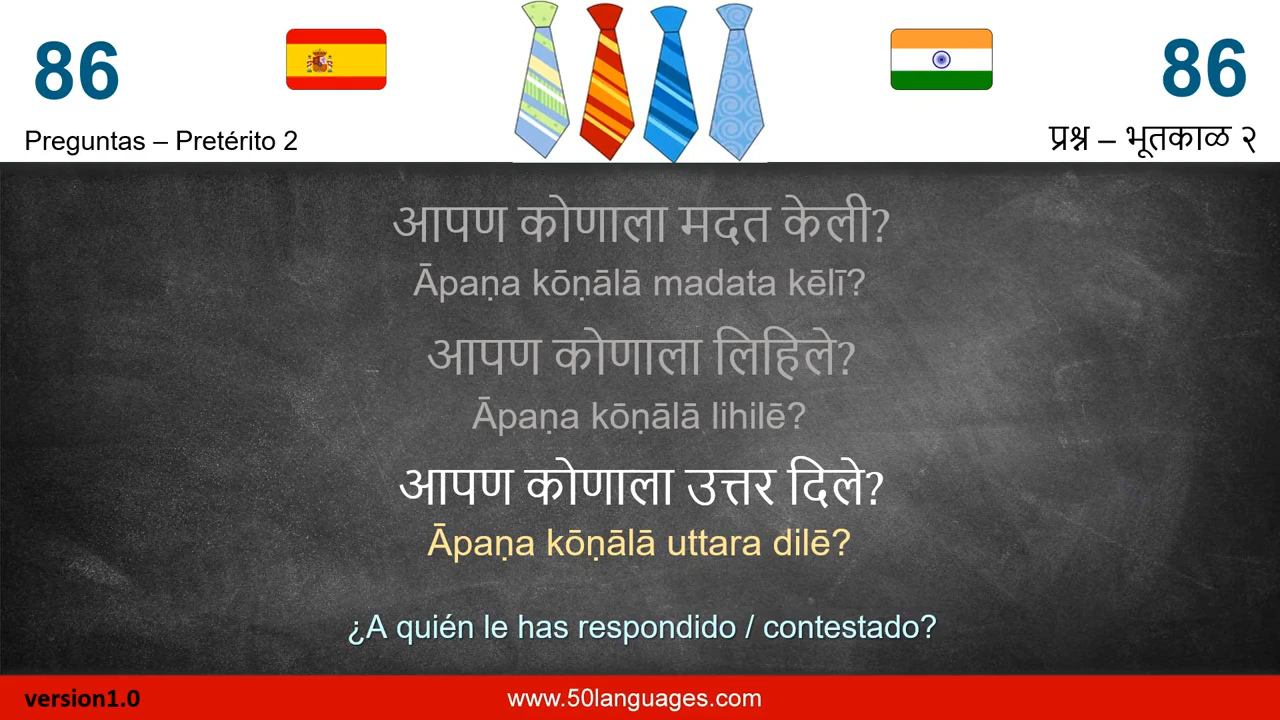 86
86
Preguntas – Pretérito 2
प्रश्न – भूतकाळ २
आपण कोणाला मदत केली?
Āpaṇa kōṇālā madata kēlī?
आपण कोणाला लिहिले?
Āpaṇa kōṇālā lihilē?
आपण कोणाला उत्तर दिले?
Āpaṇa kōṇālā uttara dilē?
¿A quién le has respondido / contestado?
version1.0
www.50languages.com